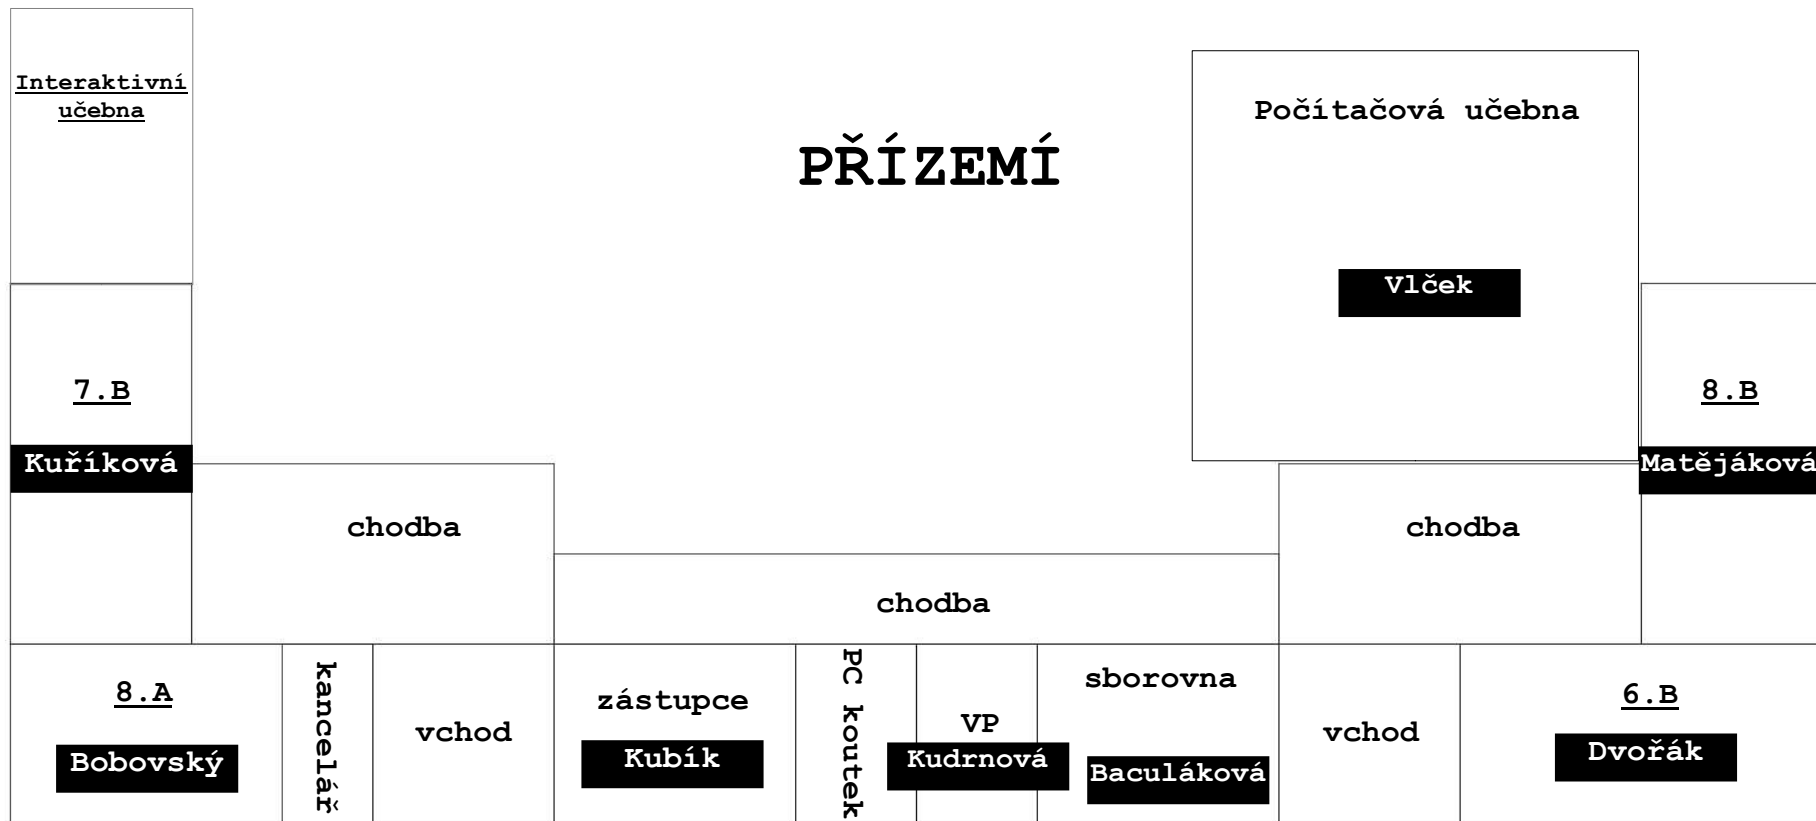 Interaktivní
učebna
Počítačová učebna
PŘÍZEMÍ
Vlček
7.B
8.B
Kuříková
Matějáková
chodba
chodba
chodba
8.A
Bobovský
kancelář
vchod
zástupce
Kubík
PC koutek
VP
Kudrnová
sborovna
Baculáková
vchod
6.B
Dvořák